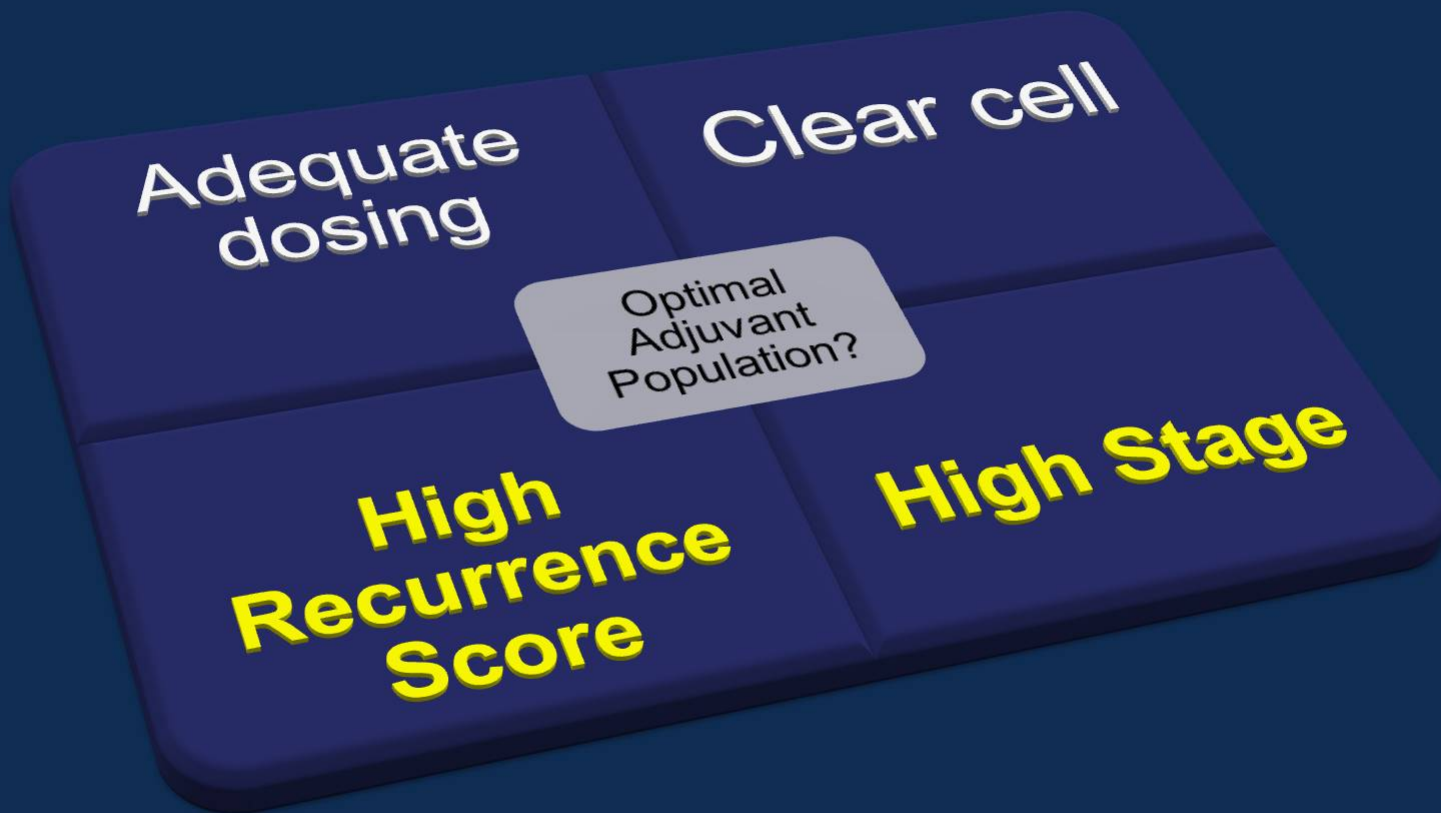 Adequate
dosing
Clear cell
Optimal
Adjuvant
Population?
High
Recurrence
Score
High Stage